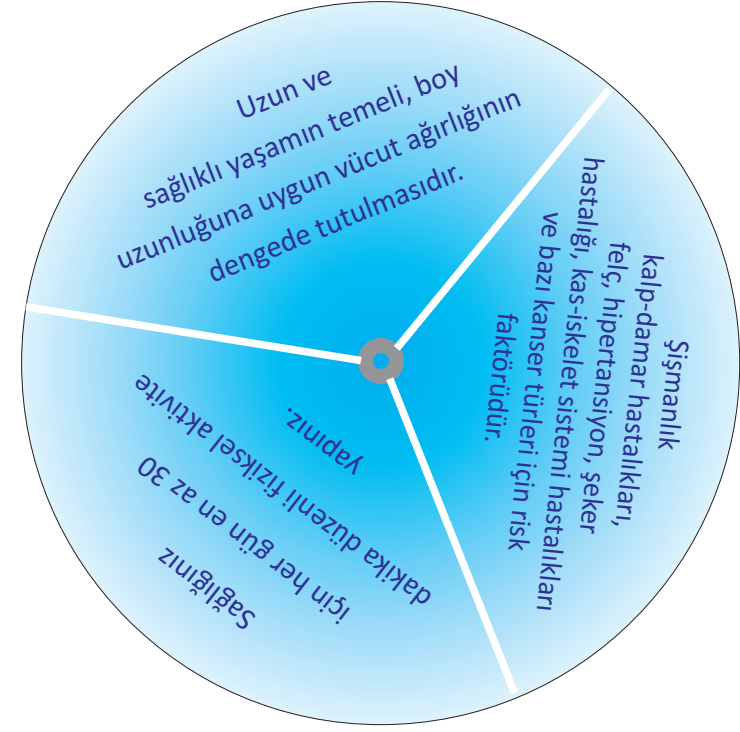 Uzun ve
sağlıklı yaşamın temeli, boy
uzunluğuna uygun vücut ağırlığının
dengede tutulmasıdır.
Şişmanlık
kalp-damar hastalıkları,
felç, hipertansiyon, şeker
hastalığı, kas-iskelet sistemi hastalıkları
ve bazı kanser türleri için risk
faktörüdür.
Sağlığınız
için her gün en az 30
dakika düzenli fiziksel aktivite
yapınız.